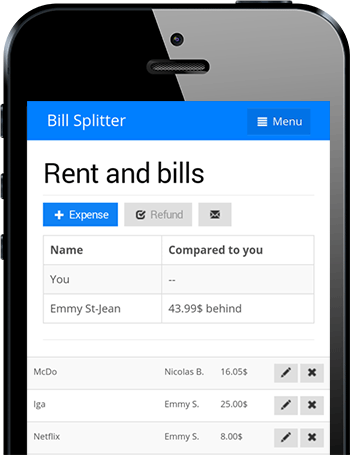 Bill Splitter Menu
Rent and bills
Expense Refund
Name Compared to you
You --
Emmy St-Jean 43.99$ behind
McDo Nicolas B. 16.05$
Iga Emmy S. 25.00$
Netflix Emmy S. 8.00$